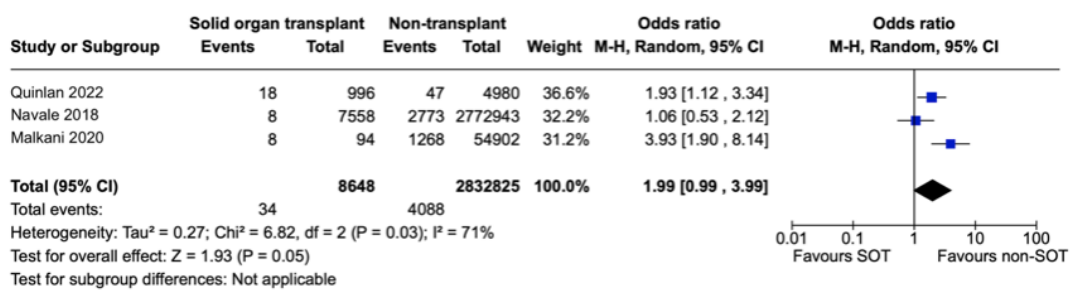 Solid organ transplant Non-transplant Odds ratio Odds ratio
Study or Subgroup Events Total Events Total Weight M-H, Random, 95% CI M-H, Random, 95% CI
Quinlan 2022 18 996 47 4980 36.6% 1.93 [1.12 , 3.34]
Navale 2018 8 7558 2773 2772943 32.2% 1.06 [0.53 , 2.12]
Malkani 2020 8 94 1268 54902 31.2% 3.93 [1.90 , 8.14]
Total (95% CI) 8648 2832825 100.0% 1.99 [0.99 , 3.99]
Total events: 34 4088
Heterogeneity: Tau² = 0.27; Chi² = 6.82, df = 2 (P = 0.03); I² = 71%
Test for overall effect: Z = 1.93 (P = 0.05)
Test for subgroup differences: Not applicable
0.01 0.1 1 10 100
Favours SOT Favours non-SOT